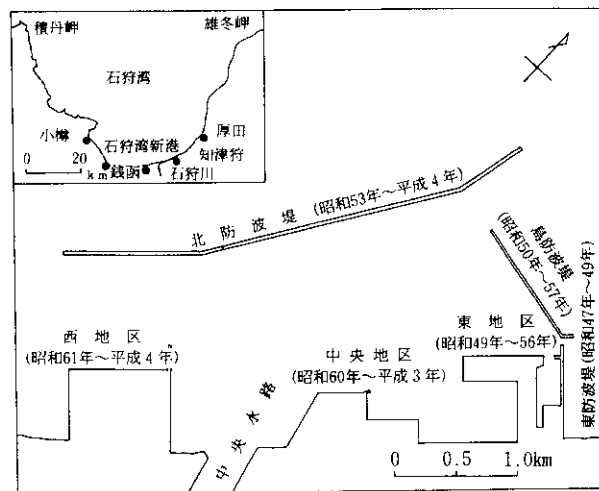 積丹岬
雄冬岬
石狩湾
小樽
石狩湾新港
厚田
知津狩
0 20
km
銭函
石狩川
北防波堤 (昭和53年～平成4年)
島防波堤
(昭和50年～57年)
東防波堤(昭和47年～49年)
西地区
(昭和61年～平成4年)
中央地区
(昭和60年～平成3年)
東地区
(昭和49年～56年)
中央水路
0 0.5 1.0km